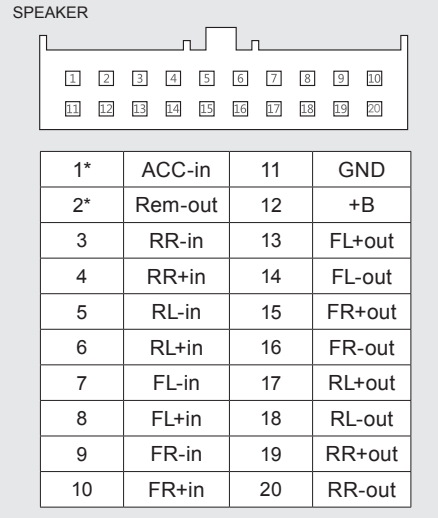 SPEAKER
1 2 3 4 5 6 7 8 9 10
11 12 13 14 15 16 17 18 19 20
1* ACC-in 11 GND
2* Rem-out 12 +B
3 RR-in 13 FL+out
4 RR+in 14 FL-out
5 RL-in 15 FR+out
6 RL+in 16 FR-out
7 FL-in 17 RL+out
8 FL+in 18 RL-out
9 FR-in 19 RR+out
10 FR+in 20 RR-out